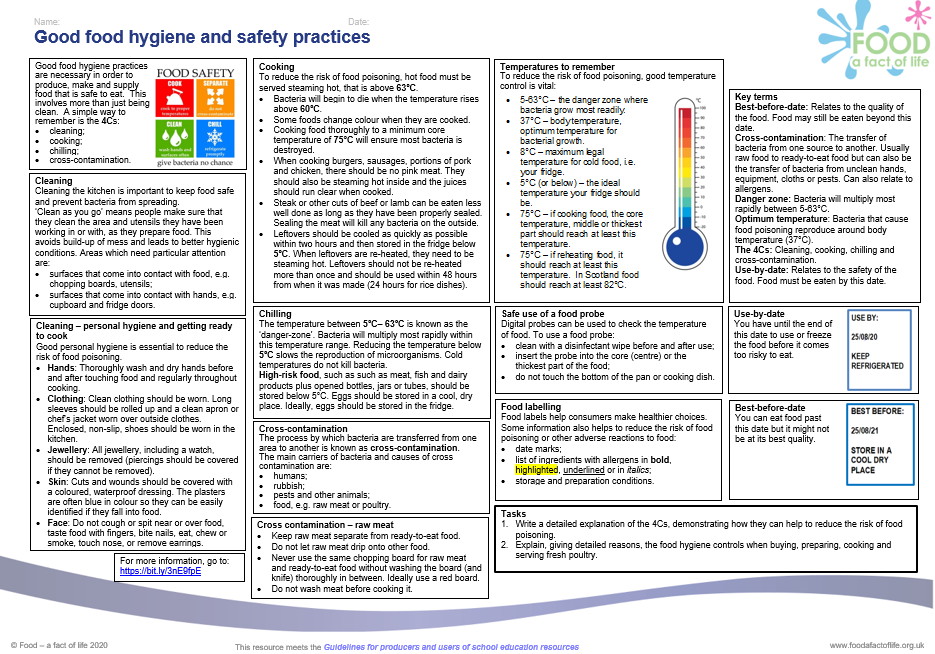 Name:
Date:
Good food hygiene and safety practices
FOOD
a fact of life
Good food hygiene practices
are necessary in order to
produce, make and supply
food that is safe to eat. This
involves more than just being
clean. A simple way to
remember is the 4Cs:
• cleaning;
• cooking;
• chilling;
• cross-contamination.
FOOD SAFETY
COOK
SEPARATE
CLEAN
CHILL
give bacteria no chance
Cleaning
Cleaning the kitchen is important to keep food safe
and prevent bacteria from spreading.
‘Clean as you go’ means people make sure that
they clean the area and utensils they have been
working in or with, as they prepare food. This
avoids build-up of mess and leads to better hygienic
conditions. Areas which need particular attention
are:
• surfaces that come into contact with food, e.g.
chopping boards, utensils;
• surfaces that come into contact with hands, e.g.
cupboard and fridge doors.
Cleaning – personal hygiene and getting ready
to cook
Good personal hygiene is essential to reduce the
risk of food poisoning.
• Hands: Thoroughly wash and dry hands before
and after touching food and regularly throughout
cooking.
• Clothing: Clean clothing should be worn. Long
sleeves should be rolled up and a clean apron or
chef's jacket worn over outside clothes.
Enclosed, non-slip, shoes should be worn in the
kitchen.
• Jewellery: All jewellery, including a watch,
should be removed (piercings should be covered
if they cannot be removed).
• Skin: Cuts and wounds should be covered with
a coloured, waterproof dressing. The plasters
are often blue in colour so they can be easily
identified if they fall into food.
• Face: Do not cough or spit near or over food,
taste food with fingers, bite nails, eat, chew or
smoke, touch nose, or remove earrings.
For more information, go to:
https://bit.ly/3nE9fpE
Cooking
To reduce the risk of food poisoning, hot food must be
served steaming hot, that is above 63°C.
• Bacteria will begin to die when the temperature rises
above 60°C.
• Some foods change colour when they are cooked.
• Cooking food thoroughly to a minimum core
temperature of 75°C will ensure most bacteria is
destroyed.
• When cooking burgers, sausages, portions of pork
and chicken, there should be no pink meat. They
should also be steaming hot inside and the juices
should run clear when cooked.
• Steak or other cuts of beef or lamb can be eaten less
well done as long as they have been properly sealed.
Sealing the meat will kill any bacteria on the outside.
• Leftovers should be cooled as quickly as possible
within two hours and then stored in the fridge below
5°C. When leftovers are re-heated, they need to be
steaming hot. Leftovers should not be re-heated
more than once and should be used within 48 hours
from when it was made (24 hours for rice dishes).
Chilling
The temperature between 5°C– 63°C is known as the
‘danger-zone’. Bacteria will multiply most rapidly within
this temperature range. Reducing the temperature below
5°C slows the reproduction of microorganisms. Cold
temperatures do not kill bacteria.
High-risk food, such as such as meat, fish and dairy
products plus opened bottles, jars or tubes, should be
stored below 5°C. Eggs should be stored in a cool, dry
place. Ideally, eggs should be stored in the fridge.
Cross-contamination
The process by which bacteria are transferred from one
area to another is known as cross-contamination.
The main carriers of bacteria and causes of cross
contamination are:
• humans;
• rubbish;
• pests and other animals;
• food, e.g. raw meat or poultry.
Cross contamination – raw meat
• Keep raw meat separate from ready-to-eat food.
• Do not let raw meat drip onto other food.
• Never use the same chopping board for raw meat
and ready-to-eat food without washing the board (and
knife) thoroughly in between. Ideally use a red board.
• Do not wash meat before cooking it.
Temperatures to remember
To reduce the risk of food poisoning, good temperature
control is vital:
• 5-63°C – the danger zone where
bacteria grow most readily.
• 37°C – body temperature,
optimum temperature for
bacterial growth.
• 8°C – maximum legal
temperature for cold food, i.e.
your fridge.
• 5°C (or below) – the ideal
temperature your fridge should
be.
• 75°C – if cooking food, the core
temperature, middle or thickest
part should reach at least this
temperature.
• 75°C – if reheating food, it
should reach at least this
temperature. In Scotland food
should reach at least 82°C.
Safe use of a food probe
Digital probes can be used to check the temperature
of food. To use a food probe:
• clean with a disinfectant wipe before and after use;
• insert the probe into the core (centre) or the
thickest part of the food;
• do not touch the bottom of the pan or cooking dish.
Food labelling
Food labels help consumers make healthier choices.
Some information also helps to reduce the risk of food
poisoning or other adverse reactions to food:
• date marks;
• list of ingredients with allergens in bold,
highlighted, underlined or in italics;
• storage and preparation conditions.
Key terms
Best-before-date: Relates to the quality of
the food. Food may still be eaten beyond this
date.
Cross-contamination: The transfer of
bacteria from one source to another. Usually
raw food to ready-to-eat food but can also be
the transfer of bacteria from unclean hands,
equipment, cloths or pests. Can also relate to
allergens.
Danger zone: Bacteria will multiply most
rapidly between 5-63°C.
Optimum temperature: Bacteria that cause
food poisoning reproduce around body
temperature (37°C).
The 4Cs: Cleaning, cooking, chilling and
cross-contamination.
Use-by-date: Relates to the safety of the
food. Food must be eaten by this date.
Use-by-date
You have until the end of
this date to use or freeze
the food before it comes
too risky to eat.
USE BY:
25/08/20
KEEP
REFRIGERATED
Best-before-date
You can eat food past
this date but it might not
be at its best quality.
BEST BEFORE:
25/08/21
STORE IN A
COOL DRY
PLACE
Tasks
1. Write a detailed explanation of the 4Cs, demonstrating how they can help to reduce the risk of food
poisoning.
2. Explain, giving detailed reasons, the food hygiene controls when buying, preparing, cooking and
serving fresh poultry.
© Food – a fact of life 2020
This resource meets the Guidelines for producers and users of school education resources
www.foodafactoflife.org.uk